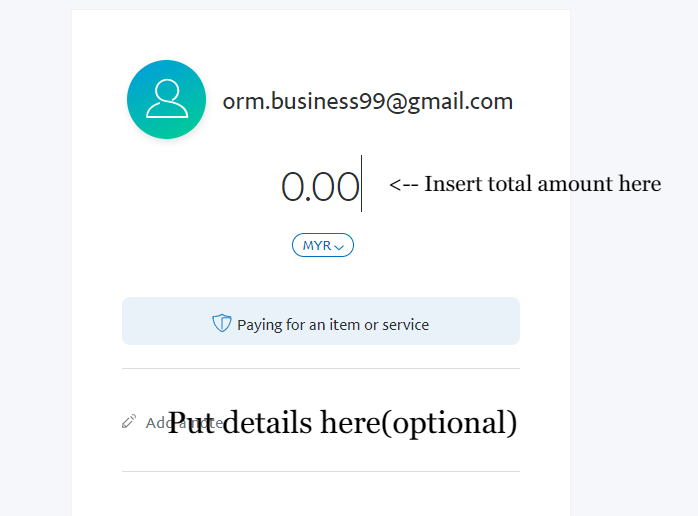 orm.business99@gmail.com
0.00 <-- Insert total amount here
MYR
Paying for an item or service
Add a note
Put details here(optional)